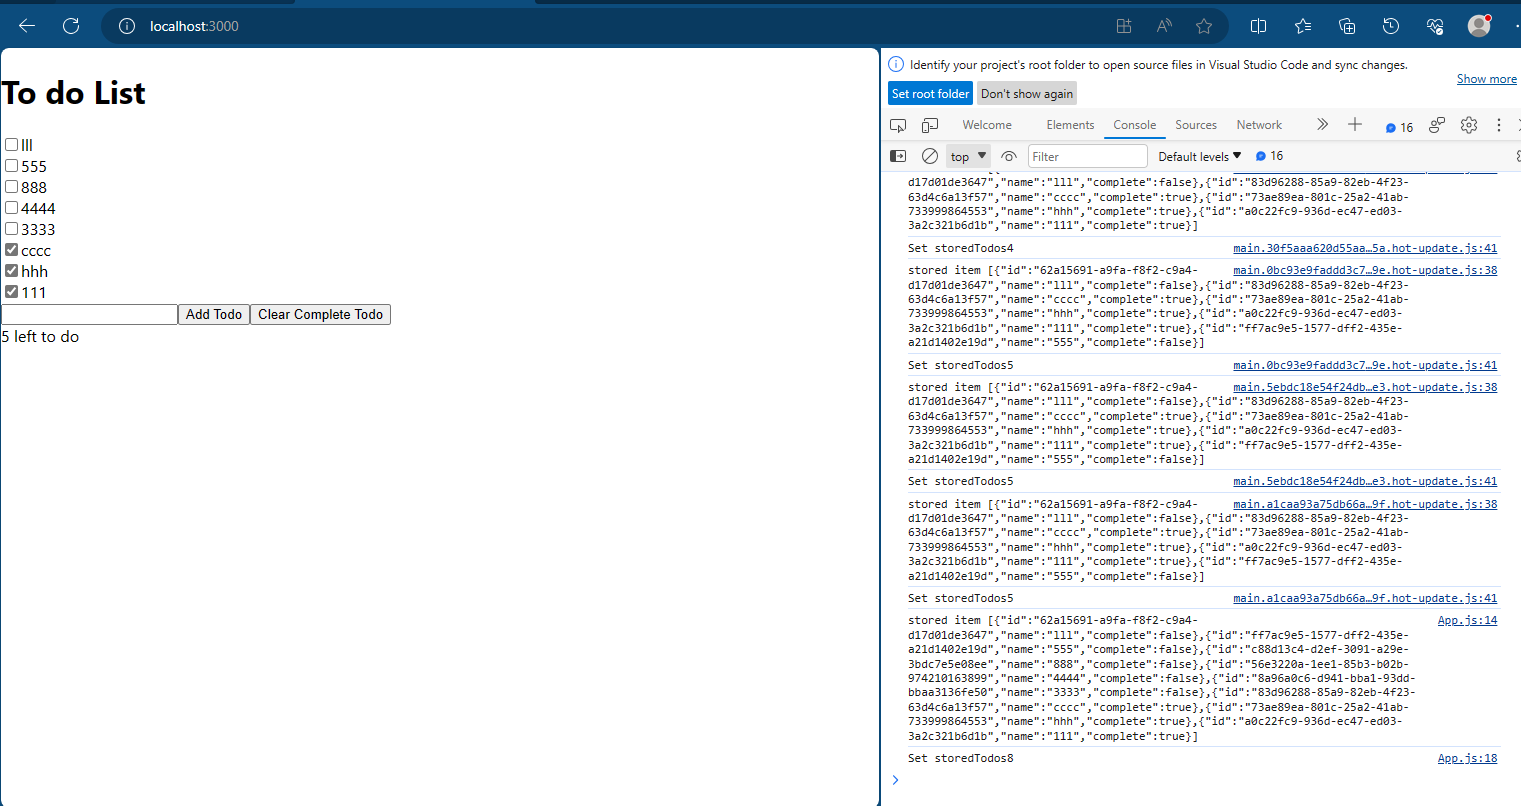 localhost:3000
To do List
lll
555
888
4444
3333
cccc
hhh
111
Add Todo Clear Complete Todo
5 left to do
Identify your project's root folder to open source files in Visual Studio Code and sync changes.
Show more
Set root folder Don't show again
Welcome Elements Console Sources Network 16
top Filter Default levels 16
d17d01de3647","name":"lll","complete":false},{"id":"83d96288-85a9-82eb-4f23-
63d4c6a13f57","name":"cccc","complete":true},{"id":"73ae89ea-801c-25a2-41ab-
733999864553","name":"hhh","complete":true},{"id":"a0c22fc9-936d-ec47-ed03-
3a2c321b6d1b","name":"111","complete":true}]
Set storedTodos4 main.30f5aaa620d55aa…5a.hot-update.js:41
stored item [{"id":"62a15691-a9fa-f8f2-c9a4- main.0bc93e9faddd3c7…9e.hot-update.js:38
d17d01de3647","name":"lll","complete":false},{"id":"83d96288-85a9-82eb-4f23-
63d4c6a13f57","name":"cccc","complete":true},{"id":"73ae89ea-801c-25a2-41ab-
733999864553","name":"hhh","complete":true},{"id":"a0c22fc9-936d-ec47-ed03-
3a2c321b6d1b","name":"111","complete":true},{"id":"ff7ac9e5-1577-dff2-435e-
a21d1402e19d","name":"555","complete":false}]
Set storedTodos5 main.0bc93e9faddd3c7…9e.hot-update.js:41
stored item [{"id":"62a15691-a9fa-f8f2-c9a4- main.5ebdc18e54f24db…e3.hot-update.js:38
d17d01de3647","name":"lll","complete":false},{"id":"83d96288-85a9-82eb-4f23-
63d4c6a13f57","name":"cccc","complete":true},{"id":"73ae89ea-801c-25a2-41ab-
733999864553","name":"hhh","complete":true},{"id":"a0c22fc9-936d-ec47-ed03-
3a2c321b6d1b","name":"111","complete":true},{"id":"ff7ac9e5-1577-dff2-435e-
a21d1402e19d","name":"555","complete":false}]
Set storedTodos5 main.5ebdc18e54f24db…e3.hot-update.js:41
stored item [{"id":"62a15691-a9fa-f8f2-c9a4- main.a1caa93a75db66a…9f.hot-update.js:38
d17d01de3647","name":"lll","complete":false},{"id":"83d96288-85a9-82eb-4f23-
63d4c6a13f57","name":"cccc","complete":true},{"id":"73ae89ea-801c-25a2-41ab-
733999864553","name":"hhh","complete":true},{"id":"a0c22fc9-936d-ec47-ed03-
3a2c321b6d1b","name":"111","complete":true},{"id":"ff7ac9e5-1577-dff2-435e-
a21d1402e19d","name":"555","complete":false}]
Set storedTodos5 main.a1caa93a75db66a…9f.hot-update.js:41
stored item [{"id":"62a15691-a9fa-f8f2-c9a4- App.js:14
d17d01de3647","name":"lll","complete":false},{"id":"ff7ac9e5-1577-dff2-435e-
a21d1402e19d","name":"555","complete":false},{"id":"c88d13c4-d2ef-3091-a29e-
3bdc7e5e08ee","name":"888","complete":false},{"id":"56e3220a-1ee1-85b3-b02b-
974210163899","name":"4444","complete":false},{"id":"8a96a0c6-d941-bba1-93dd-
bbaa3136fe50","name":"3333","complete":false},{"id":"83d96288-85a9-82eb-4f23-
63d4c6a13f57","name":"cccc","complete":true},{"id":"73ae89ea-801c-25a2-41ab-
733999864553","name":"hhh","complete":true},{"id":"a0c22fc9-936d-ec47-ed03-
3a2c321b6d1b","name":"111","complete":true}]
Set storedTodos8 App.js:18